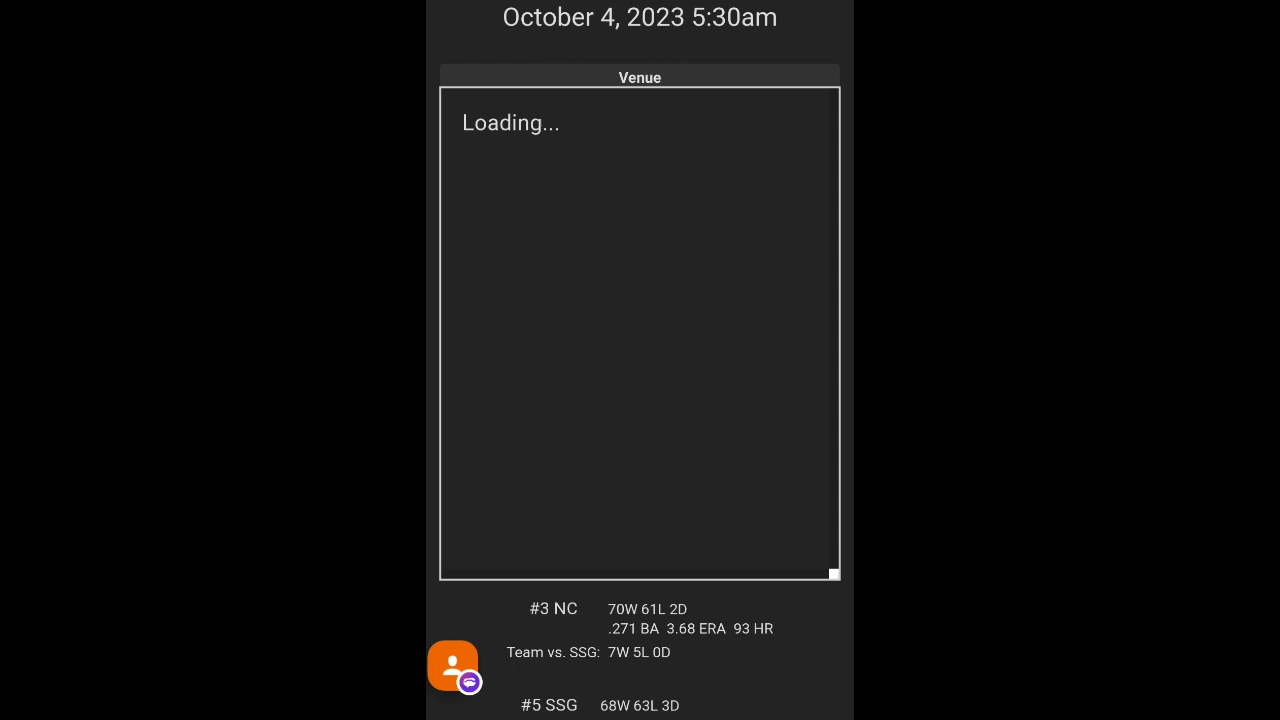 October 4, 2023 5:30am
Venue
Loading...
#3 NC 70W 61L 2D
.271 BA 3.68 ERA 93 HR
Team vs. SSG: 7W 5L 0D
#5 SSG 68W 63L 3D